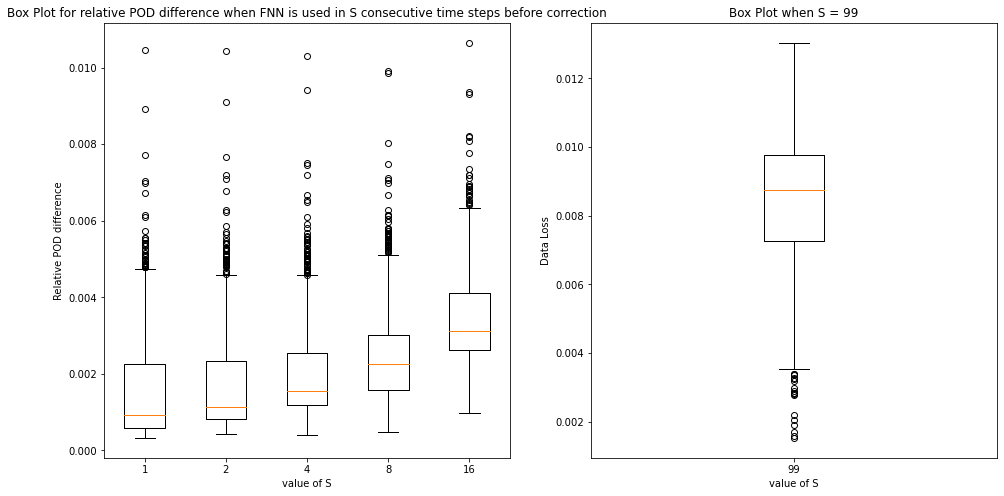 Box Plot for relative POD difference when FNN is used in S consecutive time steps before correction
Relative POD difference
0.010
0.008
0.006
0.004
0.002
0.000
1 2 4 8 16
value of S
Box Plot when S = 99
Data Loss
0.012
0.010
0.008
0.006
0.004
0.002
99
value of S